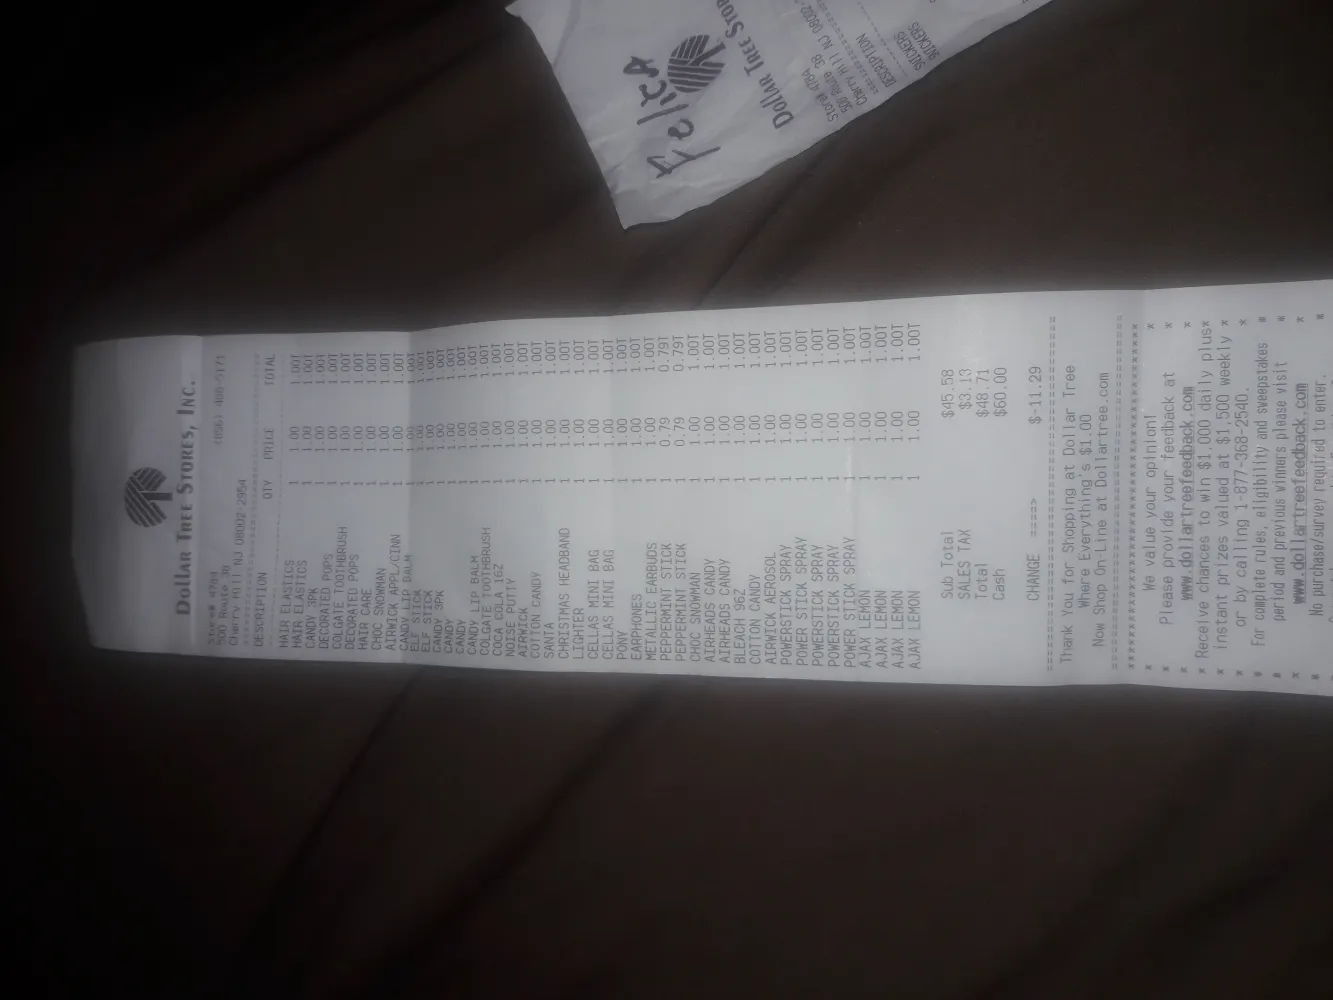 Felica
DOLLAR TREE STOR
Store# 4784
500 Route 38
Cherry Hill NJ 08002-
DESCRIPTION
SNICKERS
SNICKERS
DOLLAR TREE STORES, INC.
Store# 4784
500 Route 38
Cherry Hill NJ 08002-2954
DESCRIPTION QTY PRICE TOTAL
HAIR ELASTICS 1 1.00 1.00T
HAIR ELASTICS 1 1.00 1.00T
CANDY 3PK 1 1.00 1.00T
DECORATED POPS 1 1.00 1.00T
COLGATE TOOTHBRUSH 1 1.00 1.00T
DECORATED POPS 1 1.00 1.00T
HAIR CARE 1 1.00 1.00T
CHOC SNOWMAN 1 1.00 1.00T
AIRWICK APPL/CINN 1 1.00 1.00T
CANDY BALM 1 1.00 1.00T
ELF STICK 1 1.00 1.00T
ELF STICK 1 1.00 1.00T
CANDY 3PK 1 1.00 1.00T
CANDY 1 1.00 1.00T
CANDY 1 1.00 1.00T
CANDY LIP BALM 1 1.00 1.00T
COLGATE TOOTHBRUSH 1 1.00 1.00T
COCA COLA 16Z 1 1.00 1.00T
NOISE PUTTY 1 1.00 1.00T
AIRWICK 1 1.00 1.00T
COTTON CANDY 1 1.00 1.00T
SANTA 1 1.00 1.00T
CHRISTMAS HEADBAND 1 1.00 1.00T
LIGHTER 1 1.00 1.00T
CELLAS MINI BAG 1 1.00 1.00T
CELLAS MINI BAG 1 1.00 1.00T
PONY 1 1.00 1.00T
EARPHONES 1 1.00 1.00T
METALLIC EARBUDS 1 1.00 1.00T
PEPPERMINT STICK 1 0.79 0.79T
PEPPERMINT STICK 1 0.79 0.79T
CHOC SNOWMAN 1 1.00 1.00T
AIRHEADS CANDY 1 1.00 1.00T
AIRHEADS CANDY 1 1.00 1.00T
BLEACH 96Z 1 1.00 1.00T
COTTON CANDY 1 1.00 1.00T
AIRWICK AEROSOL 1 1.00 1.00T
POWERSTICK SPRAY 1 1.00 1.00T
POWER STICK SPRAY 1 1.00 1.00T
POWERSTICK SPRAY 1 1.00 1.00T
POWERSTICK SPRAY 1 1.00 1.00T
POWER STICK SPRAY 1 1.00 1.00T
AJAX LEMON 1 1.00 1.00T
AJAX LEMON 1 1.00 1.00T
AJAX LEMON 1 1.00 1.00T
AJAX LEMON 1 1.00 1.00T
Sub Total $45.58
SALES TAX $3.13
Total $48.71
Cash $60.00
CHANGE ====> $-11.29
Thank You for Shopping at Dollar Tree
Where Everything's $1.00
Now Shop On-Line at Dollartree.com
* We value your opinion! *
* Please provide your feedback at *
* www.dollartreefeedback.com *
* Receive chances to win $1,000 daily plus*
* instant prizes valued at $1,500 weekly *
* or by calling 1-877-368-2540. *
* For complete rules, eligibility and sweepstakes *
* period and previous winners please visit *
* www.dollartreefeedback.com *
* No purchase/survey required to enter. *